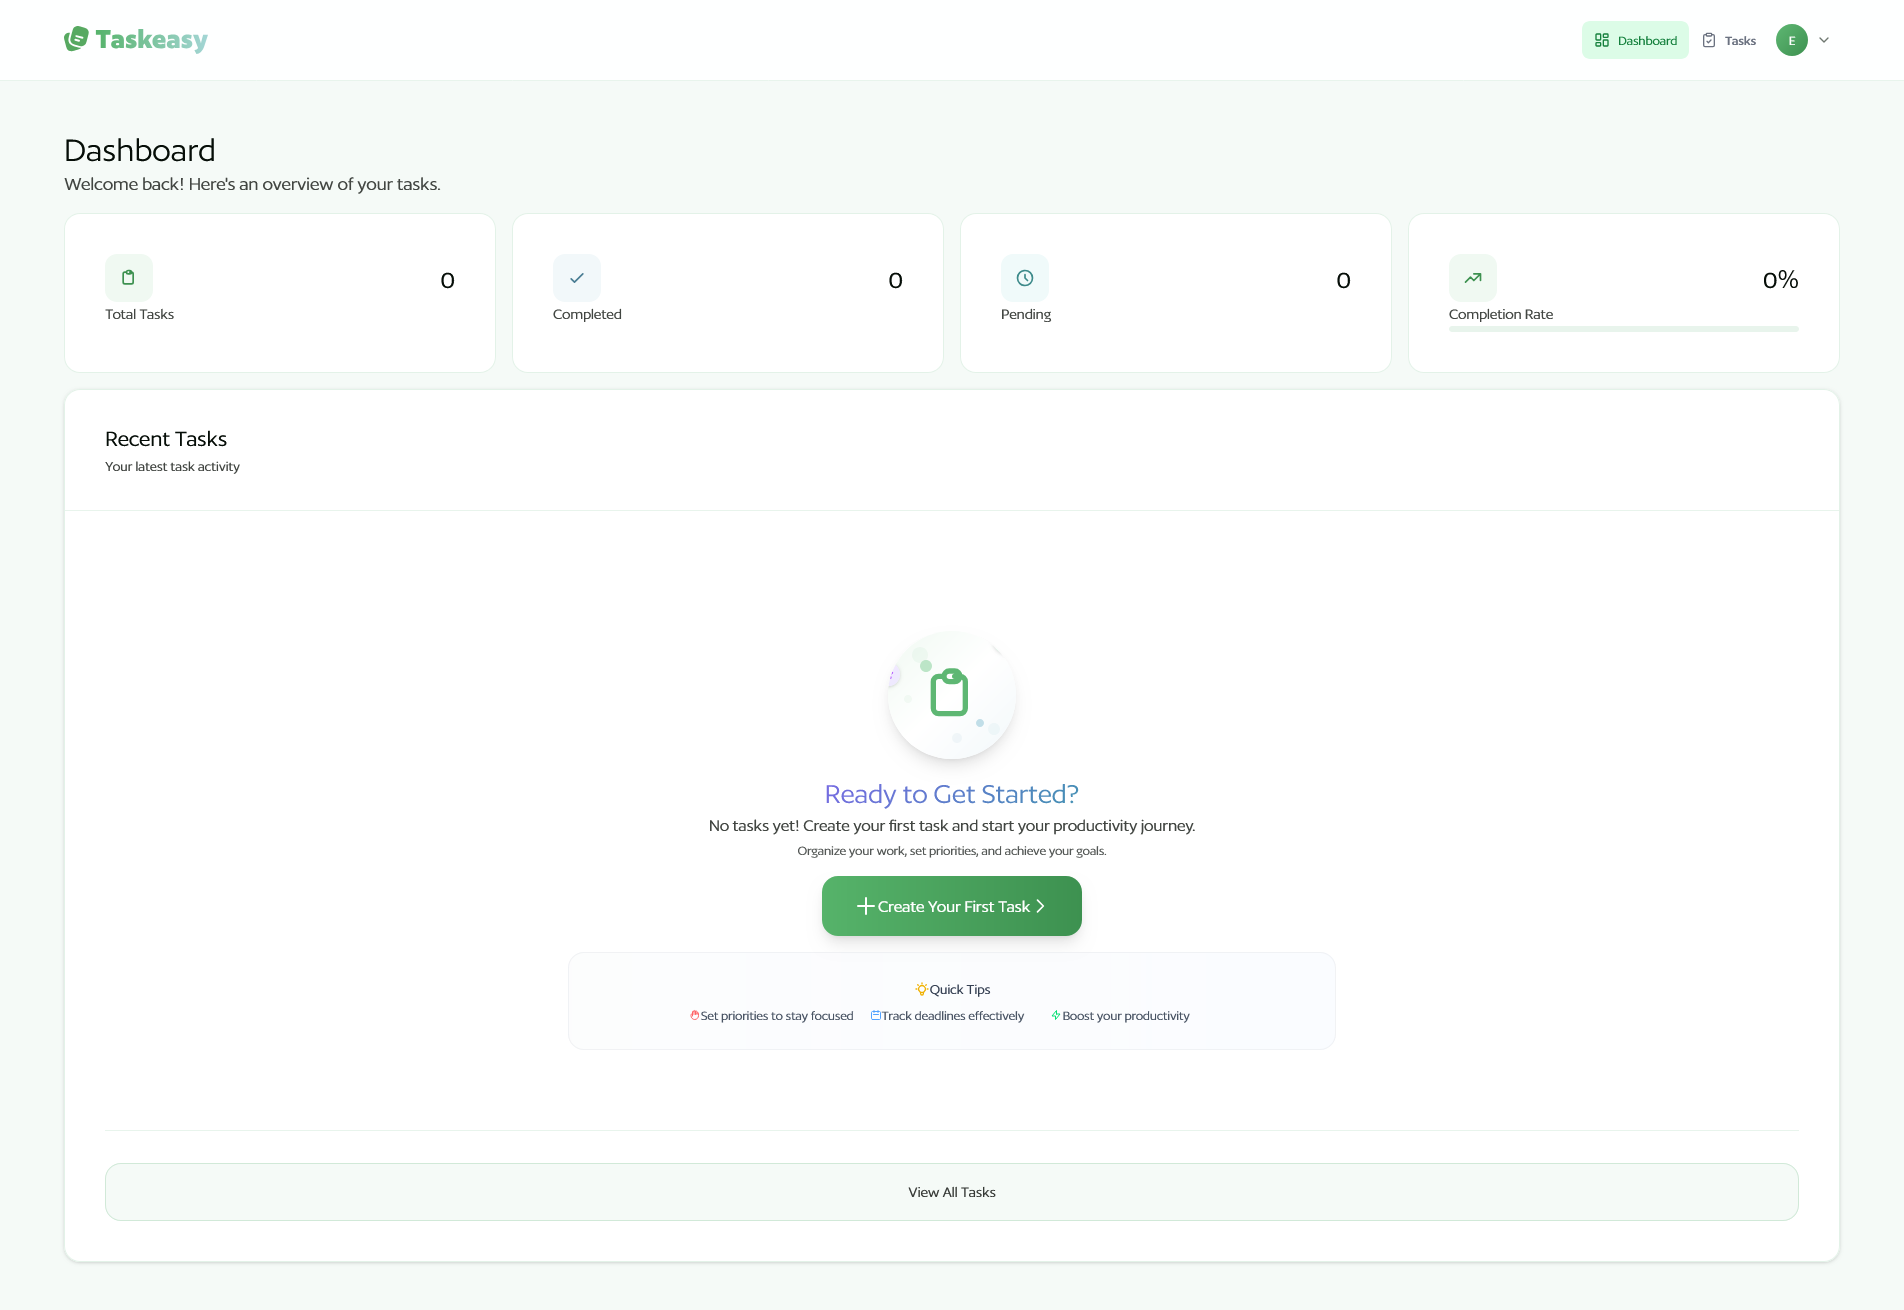 Taskeasy
Dashboard
Tasks
E
Dashboard
Welcome back! Here's an overview of your tasks.
0
Total Tasks
0
Completed
0
Pending
0%
Completion Rate
Recent Tasks
Your latest task activity
Ready to Get Started?
No tasks yet! Create your first task and start your productivity journey.
Organize your work, set priorities, and achieve your goals.
Create Your First Task
Quick Tips
Set priorities to stay focused
Track deadlines effectively
Boost your productivity
View All Tasks